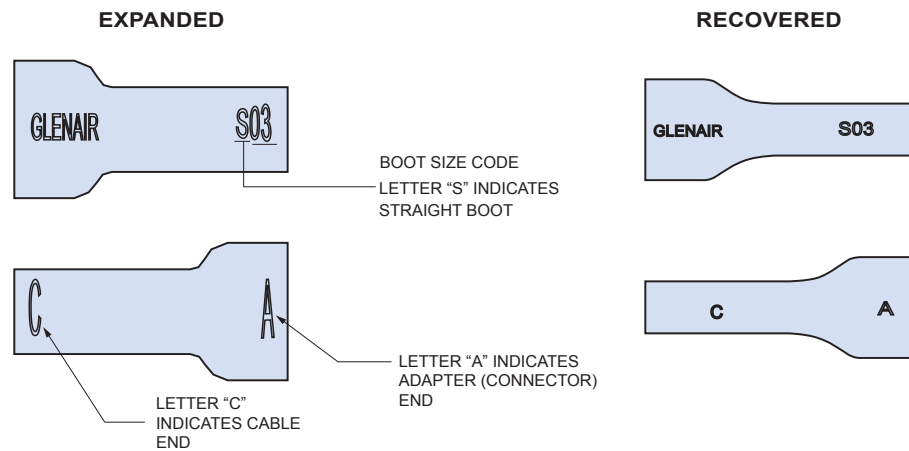 EXPANDED
RECOVERED
GLENAIR
S03
GLENAIR
S03
BOOT SIZE CODE
LETTER “S” INDICATES
STRAIGHT BOOT
C
A
C
A
LETTER “A” INDICATES
ADAPTER (CONNECTOR)
END
LETTER “C”
INDICATES CABLE
END